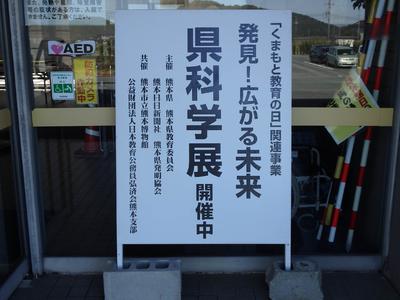 「くまもと教育の日」関連事業
発見!広がる未来
県科学展 開催中
主催 熊本県 熊本県教育委員会
熊本日日新聞社 熊本県発明協会
共催 熊本市立熊本博物館
公益財団法人日本教育公務員弘済会熊本支部
AED